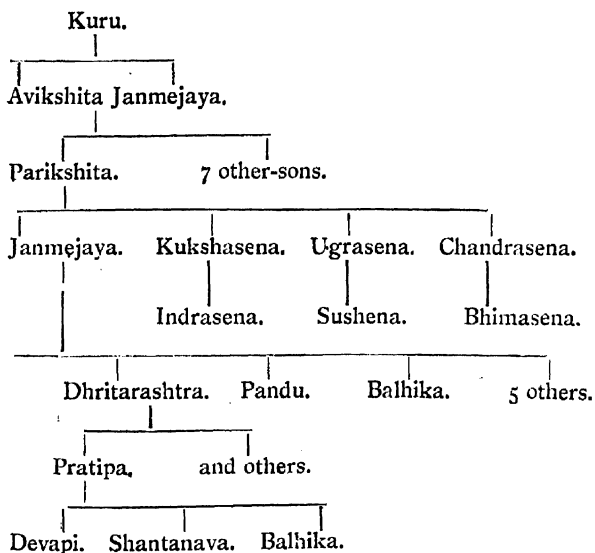 Kuru.
Avikshita Janmejaya.
Parikshita. 7 other-sons.
Janmejaya. Kukshasena. Ugrasena. Chandrasena.
Indrasena. Sushena. Bhimasena.
Dhritarashtra. Pandu. Balhika. 5 others.
Pratipa. and others.
Devapi. Shantanava. Balhika.